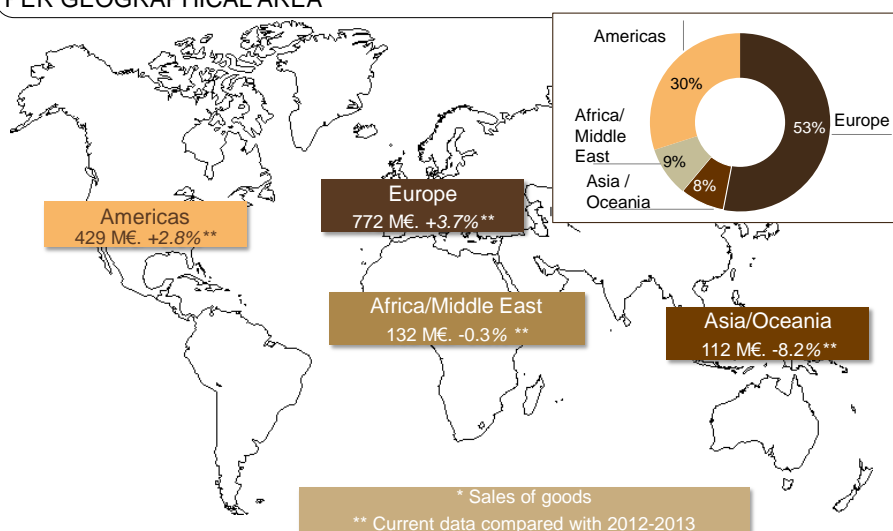 PER GEOGRAPHICAL AREA
Americas
30%
Africa/
Middle
East
9%
Asia /
Oceania
8%
53%
Europe
Europe
772 M€. +3.7%**
Americas
429 M€. +2.8%**
Africa/Middle East
132 M€. -0.3% **
Asia/Oceania
112 M€. -8.2%**
* Sales of goods
** Current data compared with 2012-2013